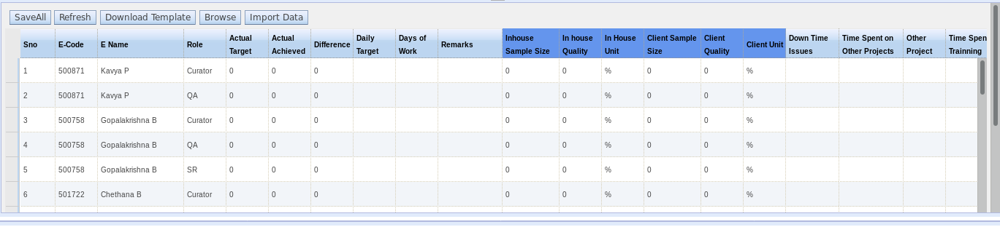 SaveAll Refresh Download Template Browse Import Data
Sno E-Code E Name Role Actual Target Actual Achieved Difference Daily Target Days of Work Remarks Inhouse Sample Size In house Quality In House Unit Client Sample Size Client Quality Client Unit Down Time Issues Time Spent on Other Projects Other Project Time Spen Trainning
1 500871 Kavya P Curator 0 0 0 0 0 % 0 0 %
2 500871 Kavya P QA 0 0 0 0 0 % 0 0 %
3 500758 Gopalakrishna B Curator 0 0 0 0 0 % 0 0 %
4 500758 Gopalakrishna B QA 0 0 0 0 0 % 0 0 %
5 500758 Gopalakrishna B SR 0 0 0 0 0 % 0 0 %
6 501722 Chethana B Curator 0 0 0 0 0 % 0 0 %